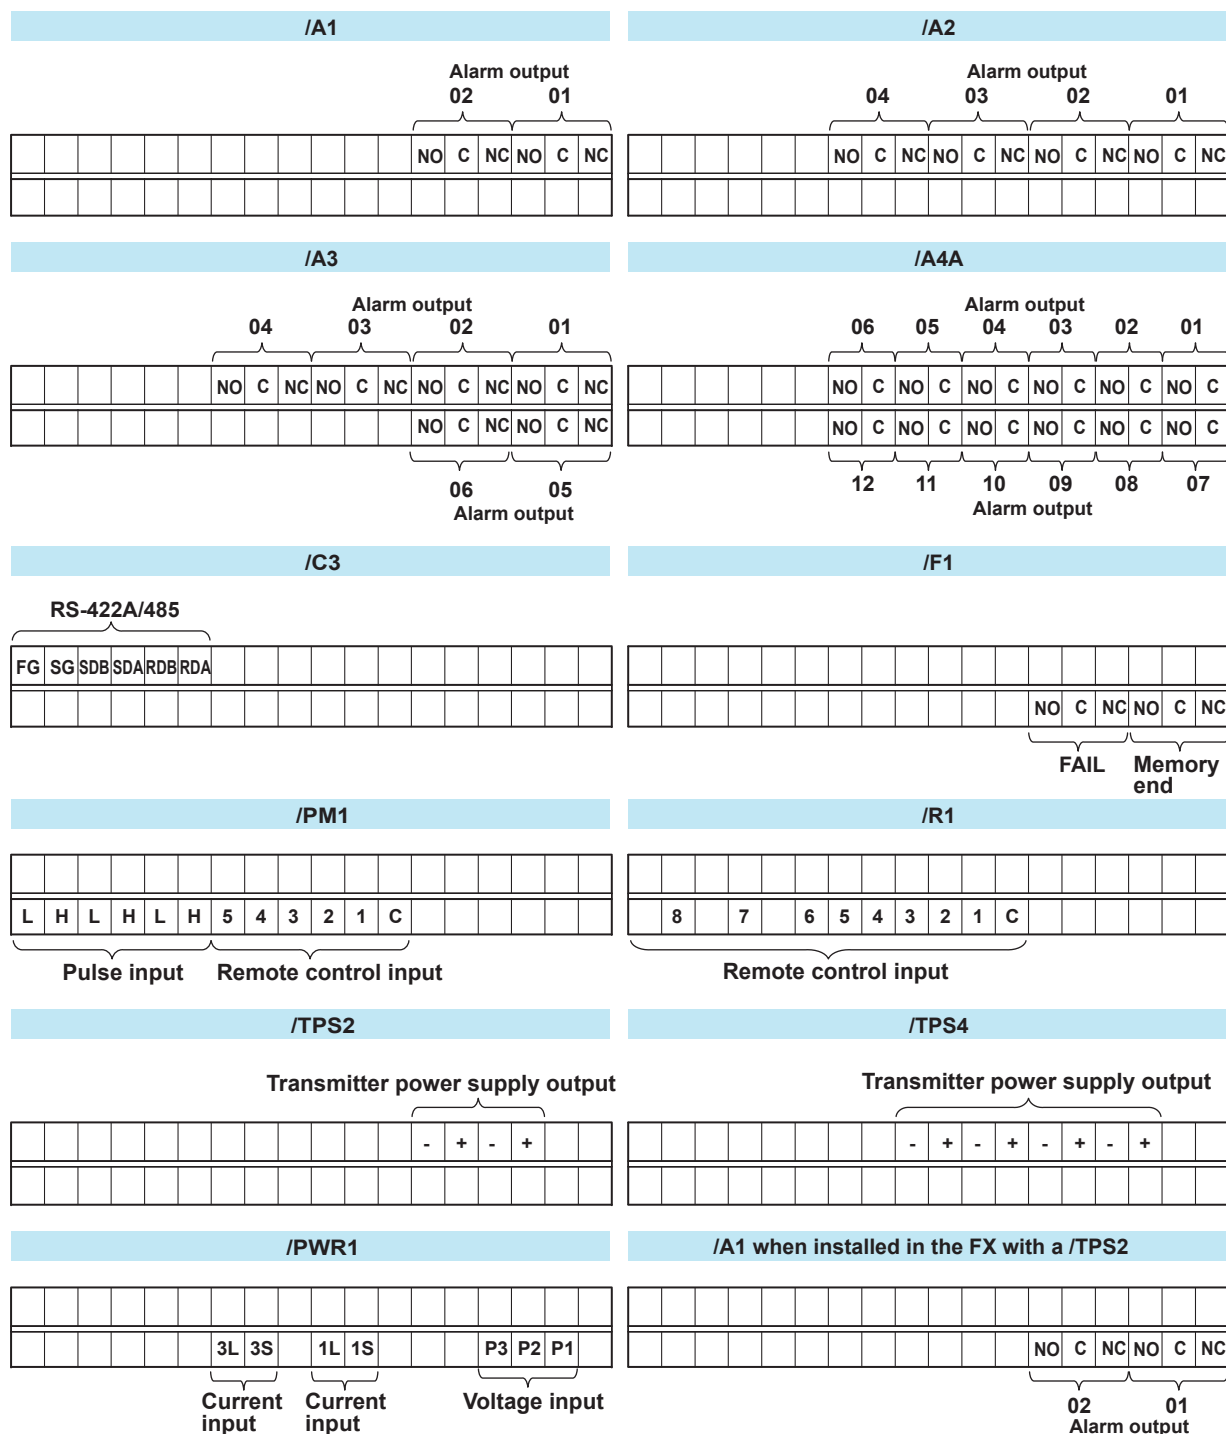 /A1
Alarm output
02 01
NO C NC NO C NC
/A2
Alarm output
04 03 02 01
NO C NC NO C NC NO C NC NO C NC
/A3
Alarm output
04 03 02 01
NO C NC NO C NC NO C NC NO C NC
NO C NC NO C NC
06 05
Alarm output
/A4A
Alarm output
06 05 04 03 02 01
NO C NO C NO C NO C NO C NO C
NO C NO C NO C NO C NO C NO C
12 11 10 09 08 07
Alarm output
/C3
RS-422A/485
FG SG SDB SDA RDB RDA
/F1
NO C NC NO C NC
FAIL Memory
end
/PM1
L H L H L H 5 4 3 2 1 C
Pulse input Remote control input
/R1
8 7 6 5 4 3 2 1 C
Remote control input
/TPS2
Transmitter power supply output
- + - +
/TPS4
Transmitter power supply output
- + - + - + - +
/PWR1
3L 3S 1L 1S P3 P2 P1
Current Current Voltage input
input input
/A1 when installed in the FX with a /TPS2
NO C NC NO C NC
02 01
Alarm output